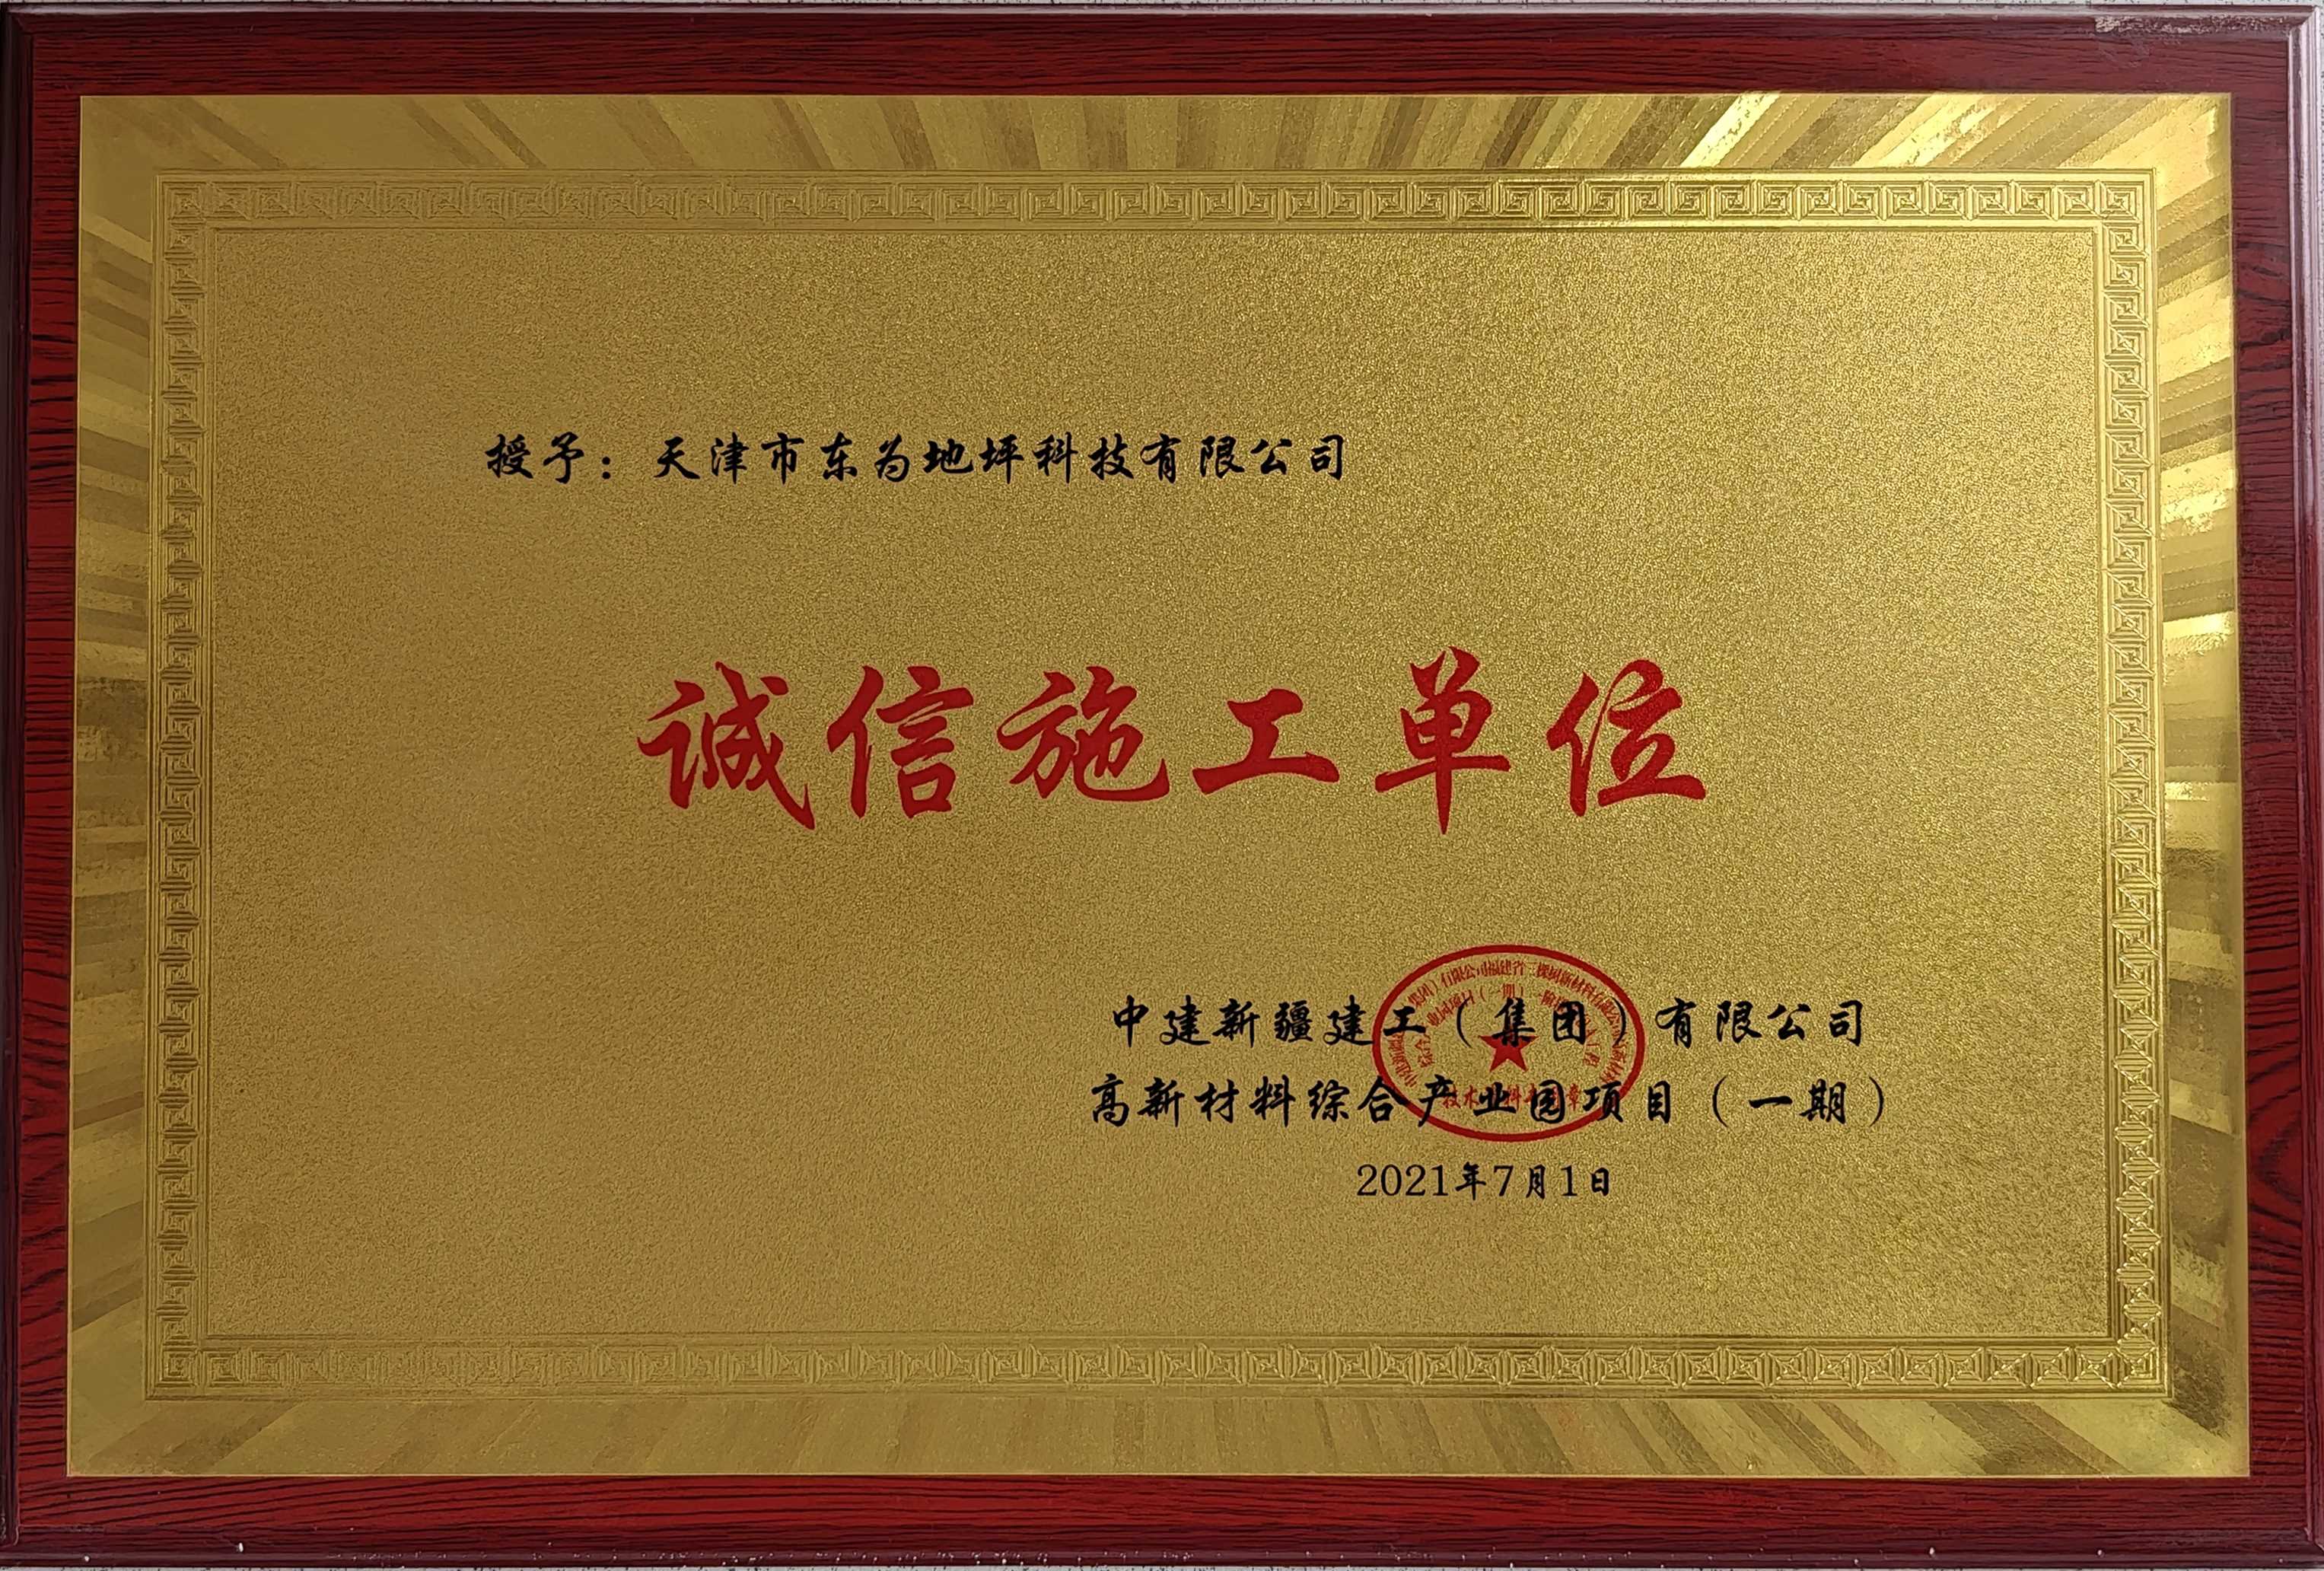 授予：天津市东为地坪科技有限公司
诚信施工单位
中建新疆建工（集团）有限公司
高新材料综合产业园项目（一期）
2021年7月1日